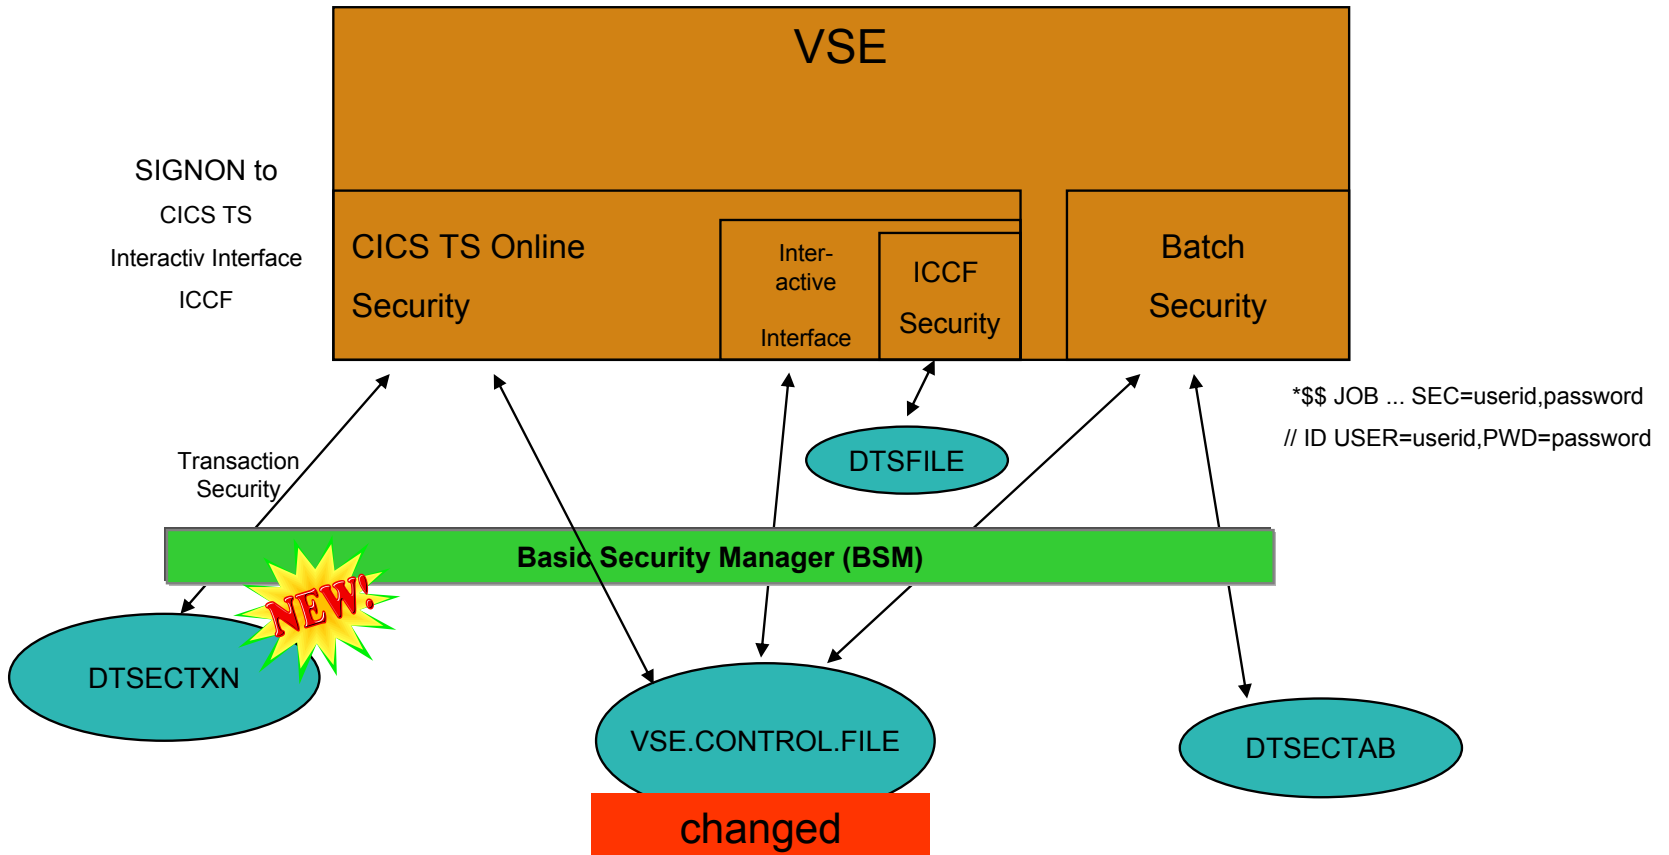 VSE
SIGNON to
CICS TS
Interactiv Interface
ICCF
CICS TS Online
Security
Inter-
active
Interface
ICCF
Security
Batch
Security
*$$ JOB ... SEC=userid,password
// ID USER=userid,PWD=password
Transaction
Security
DTSFILE
Basic Security Manager (BSM)
NEW!
DTSECTXN
VSE.CONTROL.FILE
DTSECTAB
changed